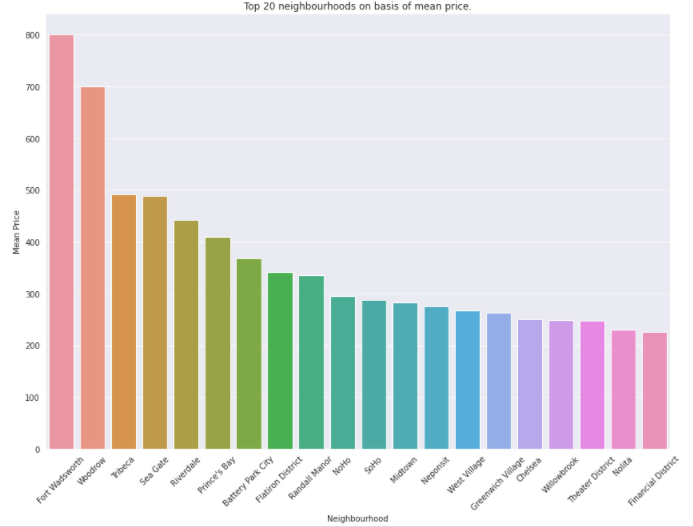 Top 20 neighbourhoods on basis of mean price.
Mean Price
800
700
600
500
400
300
200
100
0
Fort Wadsworth
Woodrow
Tribeca
Sea Gate
Riverdale
Prince's Bay
Battery Park City
Flatiron District
Randall Manor
NoHo
SoHo
Midtown
Neponsit
West Village
Greenwich Village
Chelsea
Willowbrook
Theater District
Nolita
Financial District
Neighbourhood